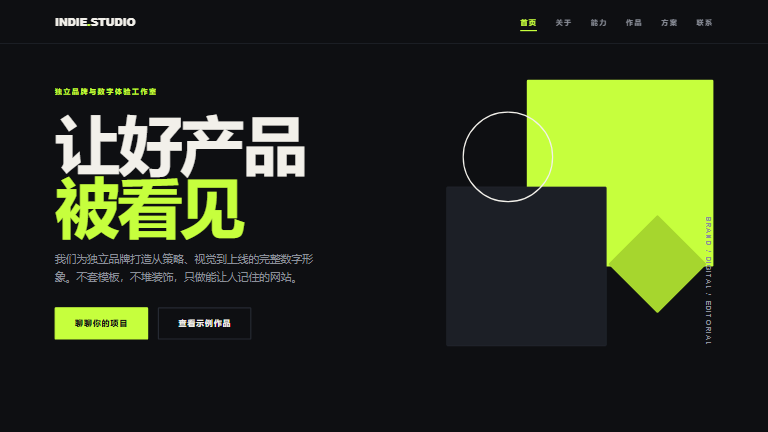 INDIE.STUDIO
首页 关于 能力 作品 方案 联系
独立品牌与数字体验工作室
让好产品
被看见
我们为独立品牌打造从策略、视觉到上线的完整数字形
象。不套模板，不堆装饰，只做能让人记住的网站。
聊聊你的项目 查看示例作品
BRAND / DIGITAL / EDITORIAL